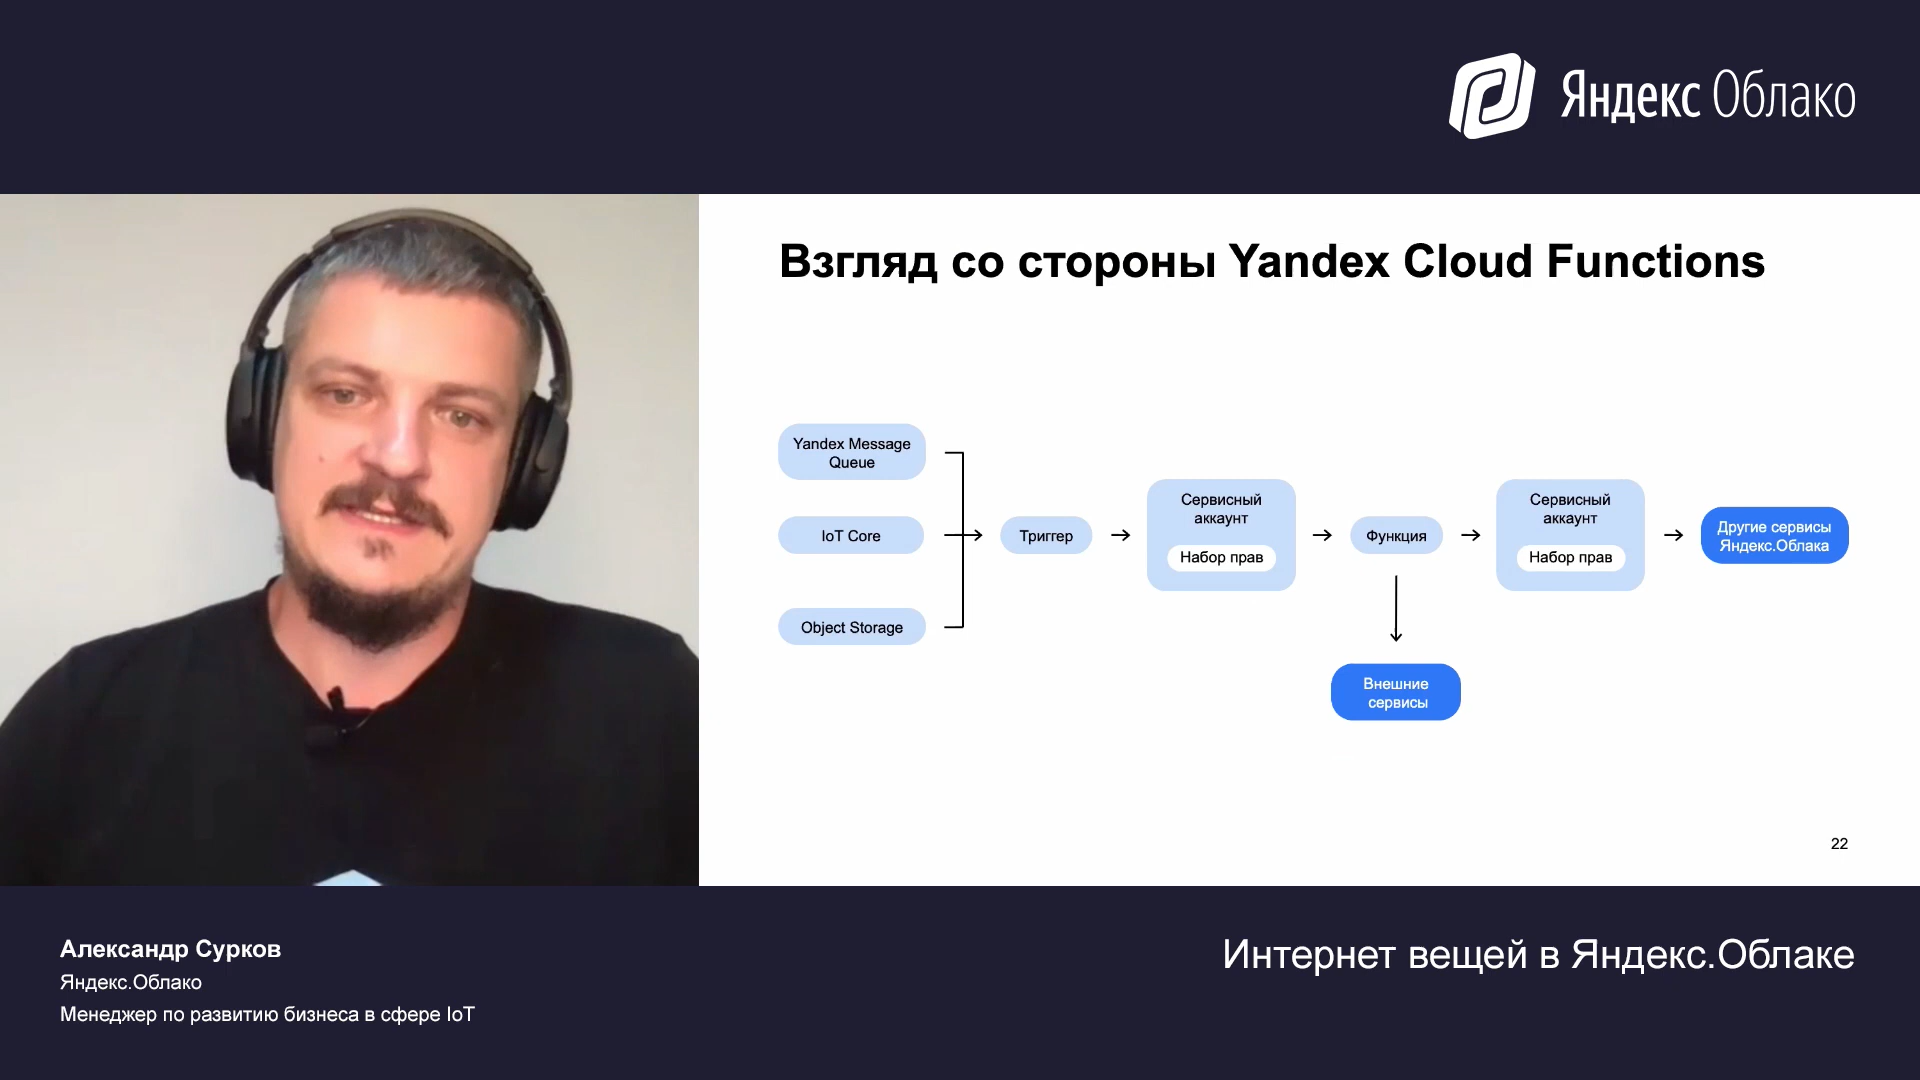 Яндекс Облако
Взгляд со стороны Yandex Cloud Functions
Yandex Message
Queue
IoT Core
Object Storage
Триггер
Сервисный
аккаунт
Набор прав
Функция
Внешние
сервисы
Сервисный
аккаунт
Набор прав
Другие сервисы
Яндекс.Облака
22
Александр Сурков
Яндекс.Облако
Менеджер по развитию бизнеса в сфере IoT
Интернет вещей в Яндекс.Облаке